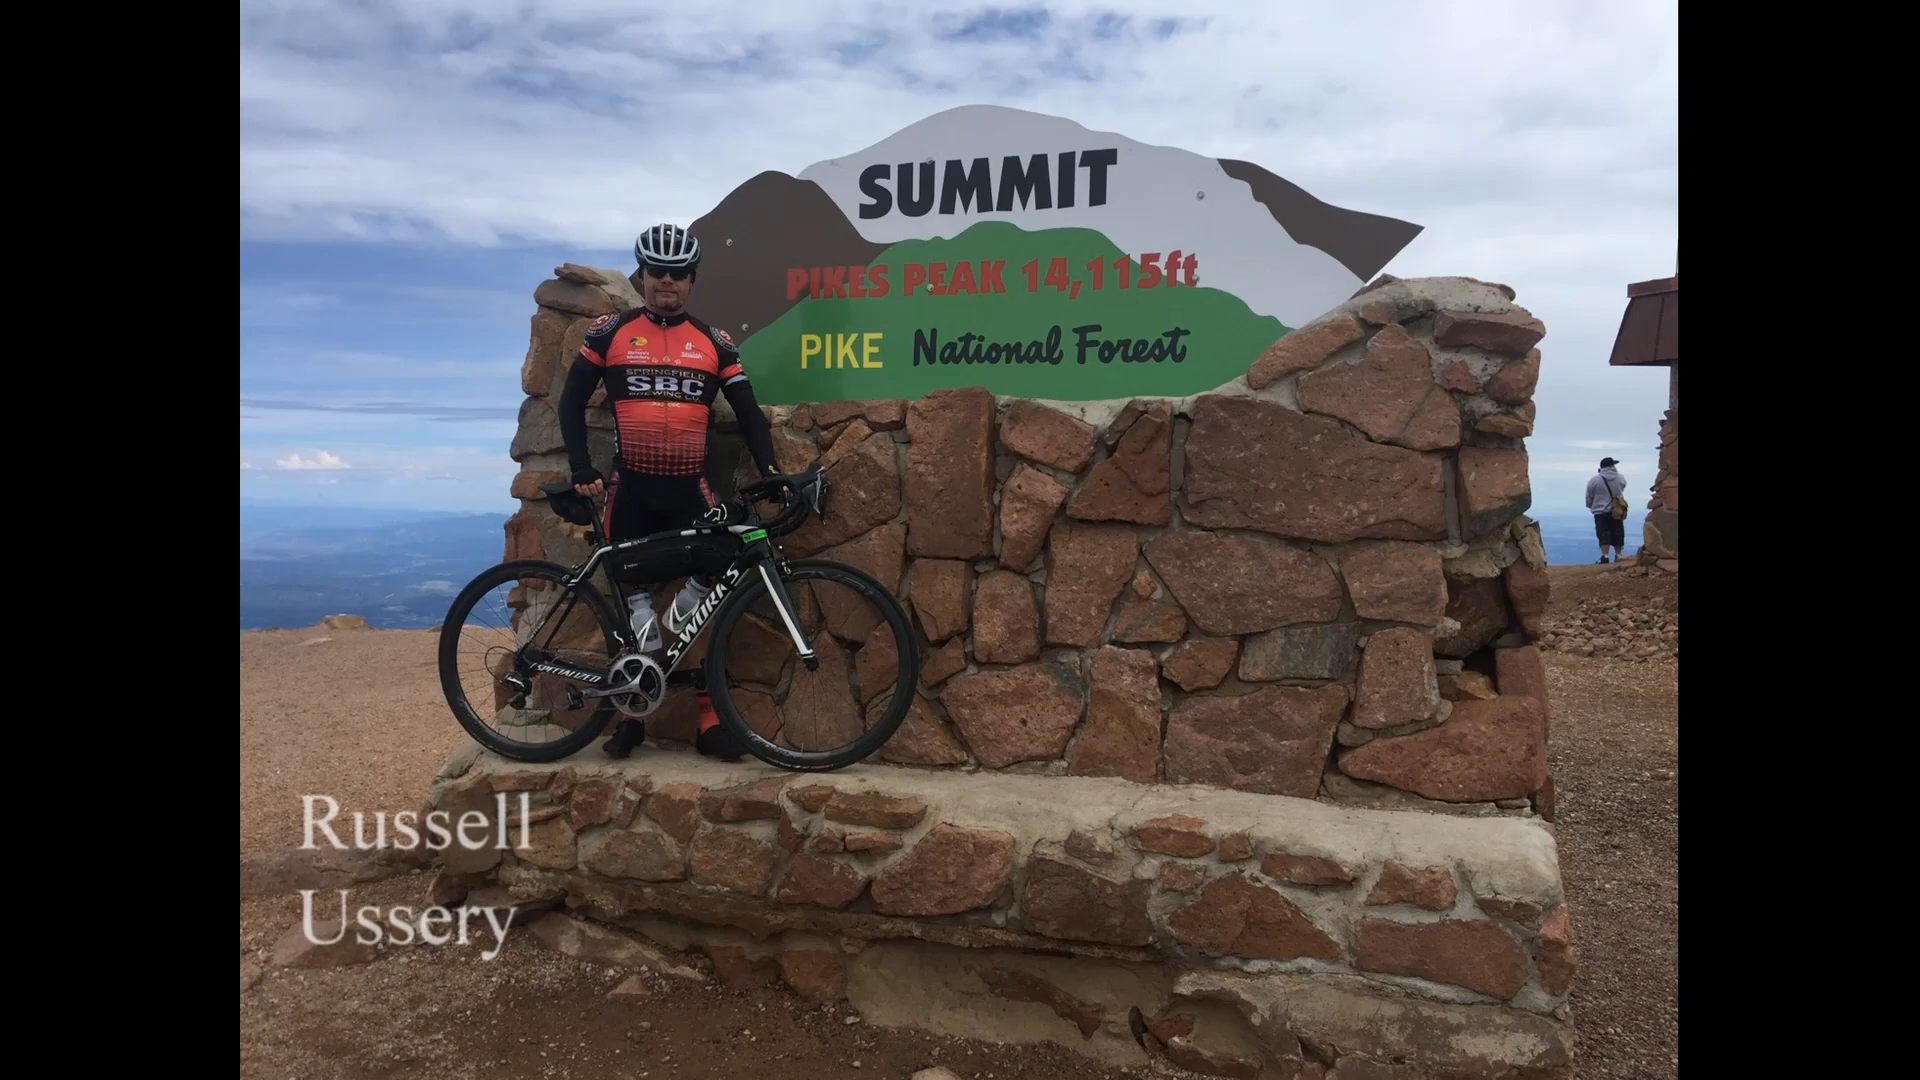 SUMMIT
PIKES PEAK 14,115ft
PIKE National Forest
SPRINGFIELD
SBC
BREWING CO.
S-WORKS
SPECIALIZED
Russell
Ussery